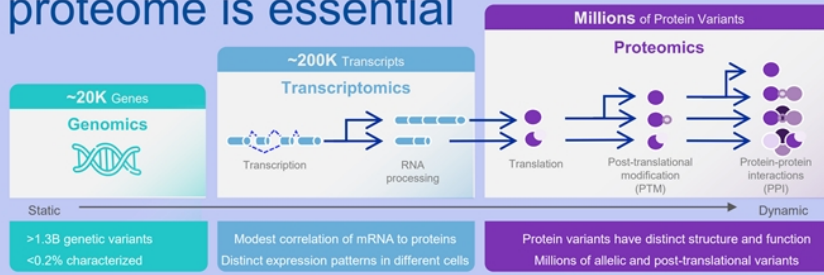 proteome is essential
Millions of Protein Variants
Proteomics
~200K Transcripts
Transcriptomics
~20K Genes
Genomics
Transcription
RNA
processing
Translation
Post-translational
modification
(PTM)
Protein-protein
interactions
(PPI)
Static
Dynamic
>1.3B genetic variants
<0.2% characterized
Modest correlation of mRNA to proteins
Distinct expression patterns in different cells
Protein variants have distinct structure and function
Millions of allelic and post-translational variants